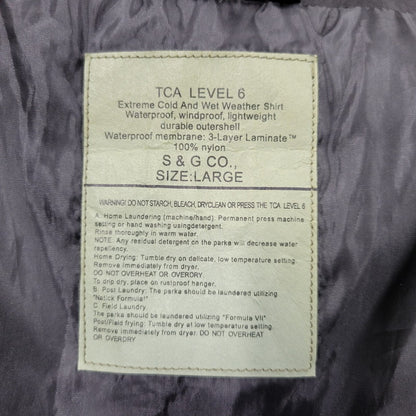 TCA LEVEL 6
Extreme Cold And Wet Weather Shirt
Waterproof, windproof, lightweight
durable outershell
Waterproof membrane: 3-Layer Laminate™
100% nylon
S & G CO.,
SIZE:LARGE
WARNING! DO NOT STARCH, BLEACH, DRYCLEAN OR PRESS THE TCA LEVEL 6
A. Home Laundering (machine/hand). Permanent press machine
setting or hand washing usingdetergent.
Rinse thoroughly in warm water.
NOTE: Any residual detergent on the parka will decrease water
repellency.
Home Drying: Tumble dry on delicate, low temperature setting.
Remove immediately from dryer.
DO NOT OVERHEAT OR OVERDRY.
To drip dry, place on rustproof hanger.
B. Post Laundry: The parka should be laundered utilizing
"Natick Formula!"
C. Field Laundry.
The parka should be laundered utilizing "Formula VII"
Post/Field frying: Tumble dry at low temperature setting.
Remove immediately from dryer: DO NOT OVERHEAT
or OVERDRY.